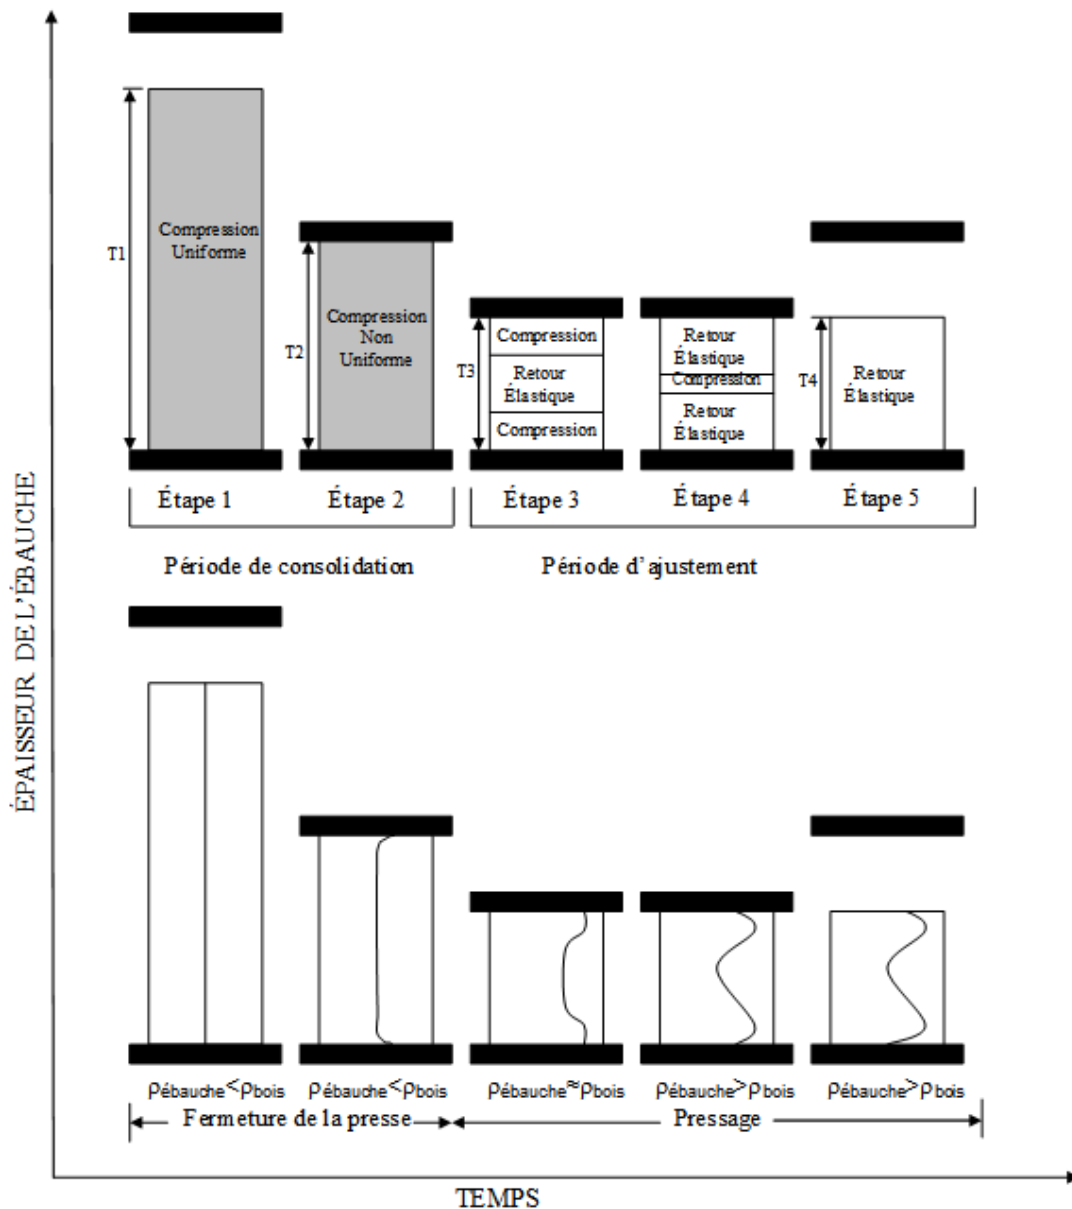 ÉPAISSEUR DE L'ÉBAUCHE
T1
Compression
Uniforme
T2
Compression
Non
Uniforme
T3
Compression
Retour
Élastique
Compression
Retour
Élastique
Compression
Retour
Élastique
T4
Retour
Élastique
Étape 1
Étape 2
Étape 3
Étape 4
Étape 5
Période de consolidation
Période d'ajustement
ρébauche<ρbois
ρébauche<ρbois
ρébauche≈ρbois
ρébauche>ρbois
ρébauche>ρbois
Fermeture de la presse
Pressage
TEMPS